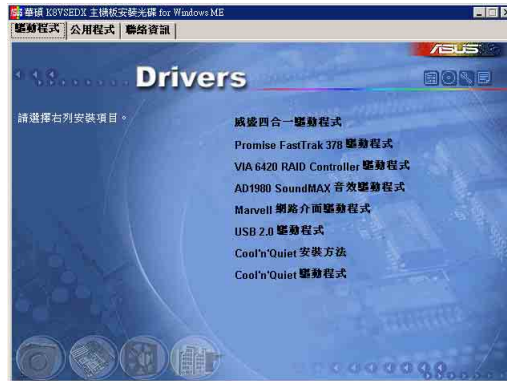 華碩 K8VSEDX 主機板安裝光碟 for Windows ME
驅動程式 公用程式 聯絡資訊
ASUS
Drivers
請選擇右列安裝項目。
威盛四合一驅動程式
Promise FastTrak 378 驅動程式
VIA 6420 RAID Controller 驅動程式
AD1980 SoundMAX 音效驅動程式
Marvell 網路介面驅動程式
USB 2.0 驅動程式
Cool'n'Quiet 安裝方法
Cool'n'Quiet 驅動程式